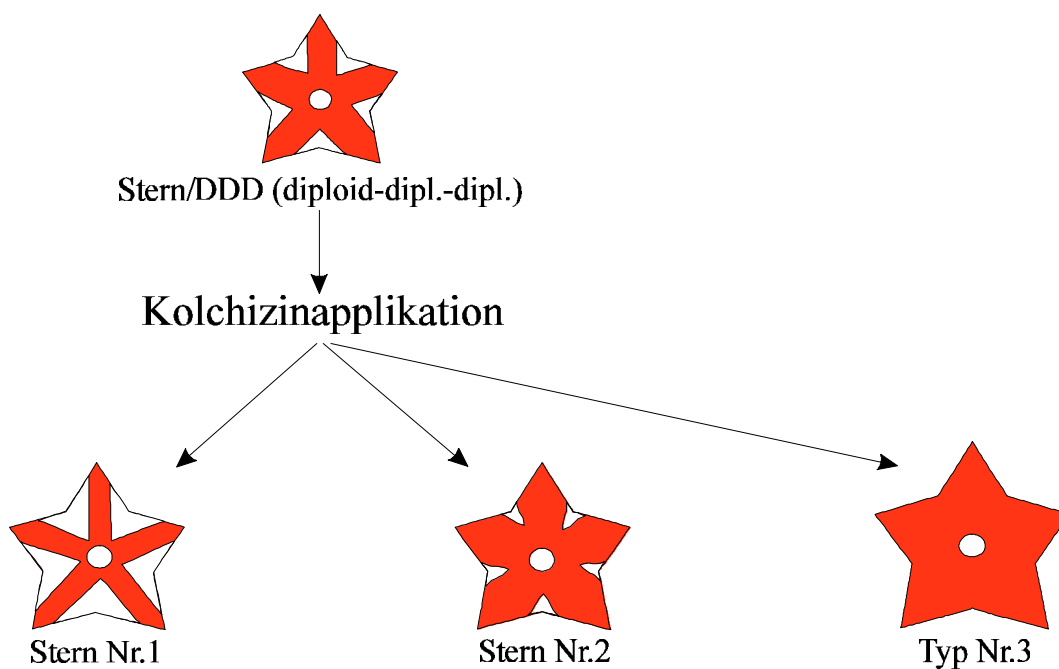 Stern/DDD (diploid-dipl.-dipl.)
Kolchizinapplikation
Stern Nr.1
Stern Nr.2
Typ Nr.3